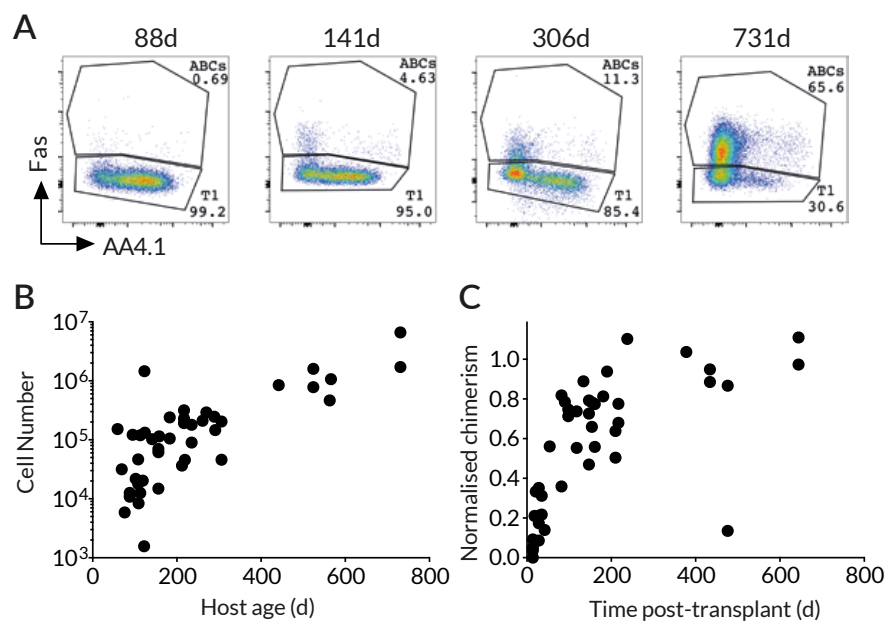 A
88d 141d 306d 731d
ABCs 0.69
ABCs 4.63
ABCs 11.3
ABCs 65.6
T1 99.2
T1 95.0
T1 85.4
T1 30.6
Fas
AA4.1
B
10^7
10^6
10^5
10^4
10^3
Cell Number
0 200 400 600 800
Host age (d)
C
1.0
0.8
0.6
0.4
0.2
0.0
Normalised chimerism
0 200 400 600 800
Time post-transplant (d)